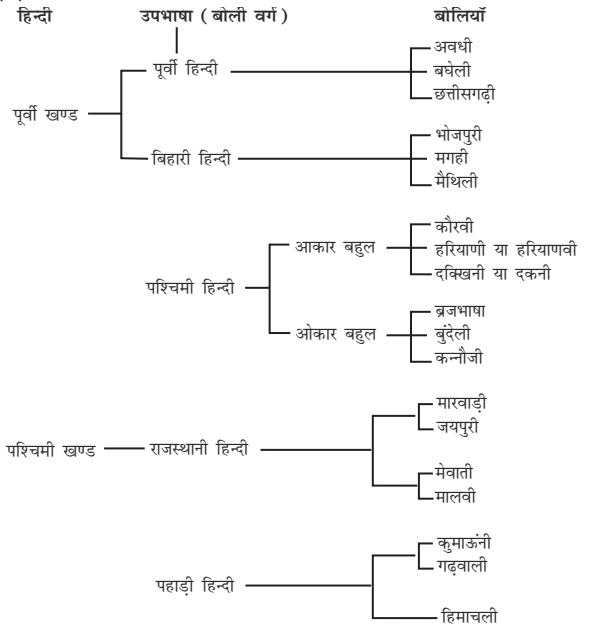 हिन्दी उपभाषा ( बोली वर्ग ) बोलियाँ
अवधी
पूर्वी हिन्दी
बघेली
छत्तीसगढ़ी
पूर्वी खण्ड
भोजपुरी
बिहारी हिन्दी
मगही
मैथिली
कौरवी
आकार बहुल
हरियाणी या हरियाणवी
दक्खिनी या दकनी
पश्चिमी हिन्दी
ब्रजभाषा
ओकार बहुल
बुंदेली
कन्नौजी
मारवाड़ी
जयपुरी
पश्चिमी खण्ड
राजस्थानी हिन्दी
मेवाती
मालवी
कुमाऊंनी
गढ़वाली
पहाड़ी हिन्दी
हिमाचली